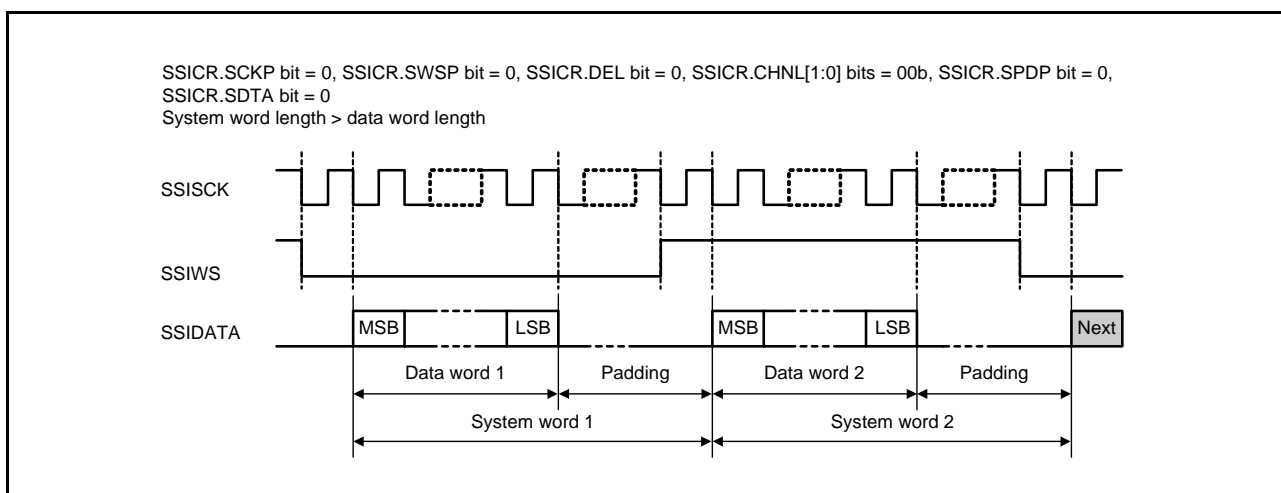 SSICR.SCKP bit = 0, SSICR.SWSP bit = 0, SSICR.DEL bit = 0, SSICR.CHNL[1:0] bits = 00b, SSICR.SPDP bit = 0,
SSICR.SDTA bit = 0
System word length > data word length
SSISCK
SSIWS
SSIDATA
MSB
LSB
MSB
LSB
Next
Data word 1
Padding
Data word 2
Padding
System word 1
System word 2